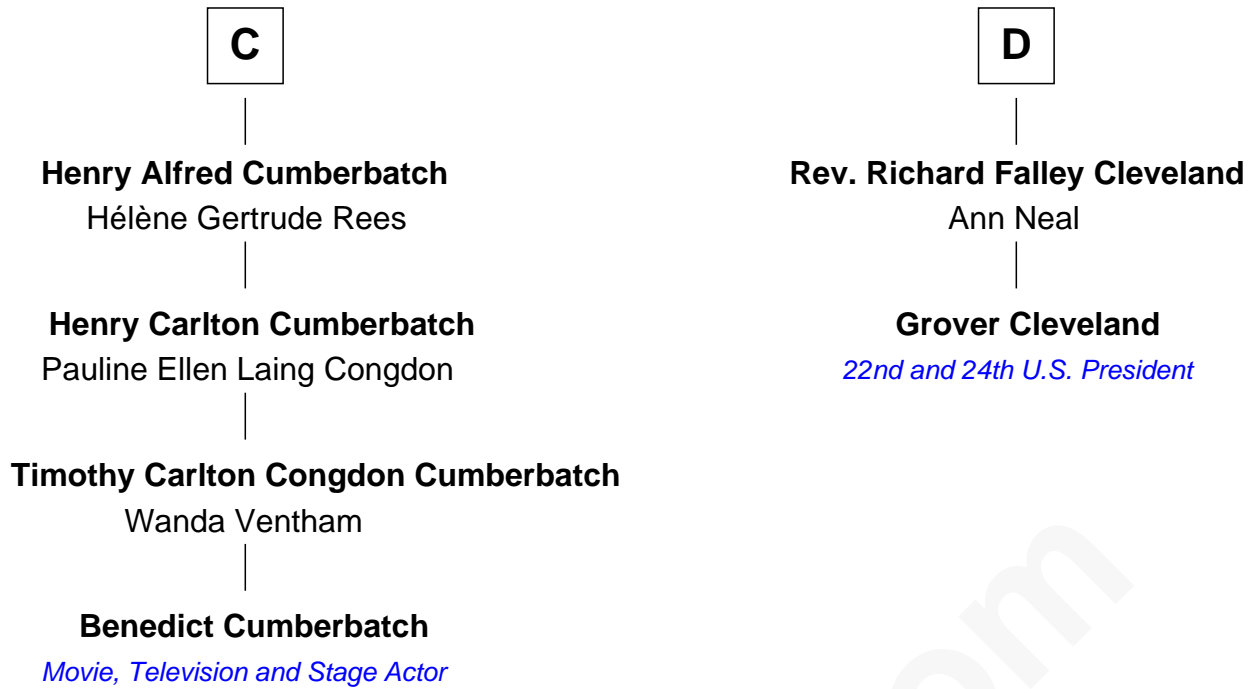 C
Henry Alfred Cumberbatch
Hélène Gertrude Rees
Henry Carlton Cumberbatch
Pauline Ellen Laing Congdon
Timothy Carlton Congdon Cumberbatch
Wanda Ventham
Benedict Cumberbatch
Movie, Television and Stage Actor
D
Rev. Richard Falley Cleveland
Ann Neal
Grover Cleveland
22nd and 24th U.S. President
om